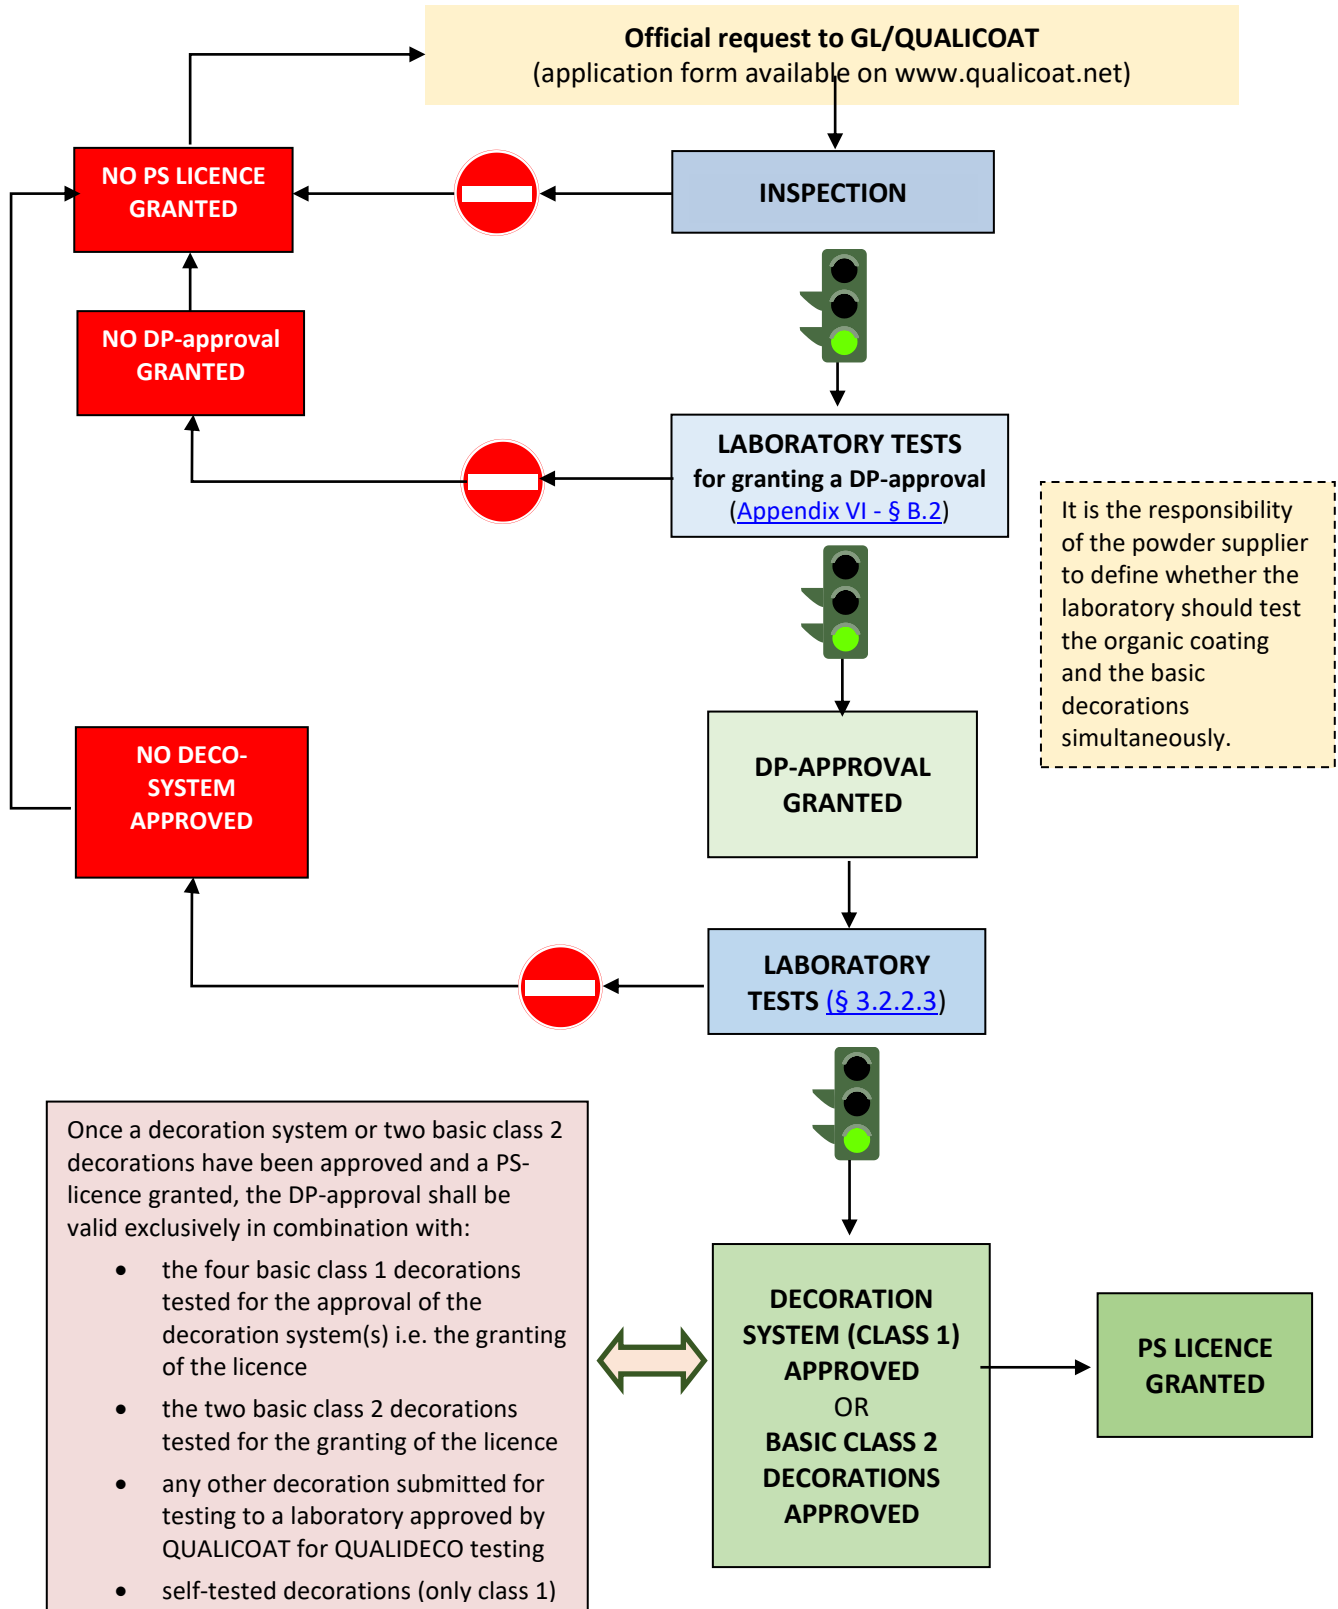 Official request to GL/QUALICOAT
(application form available on www.qualicoat.net)
NO PS LICENCE
GRANTED
INSPECTION
NO DP-approval
GRANTED
LABORATORY TESTS
for granting a DP-approval
(Appendix VI - § B.2)
It is the responsibility
of the powder supplier
to define whether the
laboratory should test
the organic coating
and the basic
decorations
simultaneously.
NO DECO-
SYSTEM
APPROVED
DP-APPROVAL
GRANTED
LABORATORY
TESTS (§ 3.2.2.3)
Once a decoration system or two basic class 2
decorations have been approved and a PS-
licence granted, the DP-approval shall be
valid exclusively in combination with:
• the four basic class 1 decorations
tested for the approval of the
decoration system(s) i.e. the granting
of the licence
• the two basic class 2 decorations
tested for the granting of the licence
• any other decoration submitted for
testing to a laboratory approved by
QUALICOAT for QUALIDECO testing
• self-tested decorations (only class 1)
DECORATION
SYSTEM (CLASS 1)
APPROVED
OR
BASIC CLASS 2
DECORATIONS
APPROVED
PS LICENCE
GRANTED